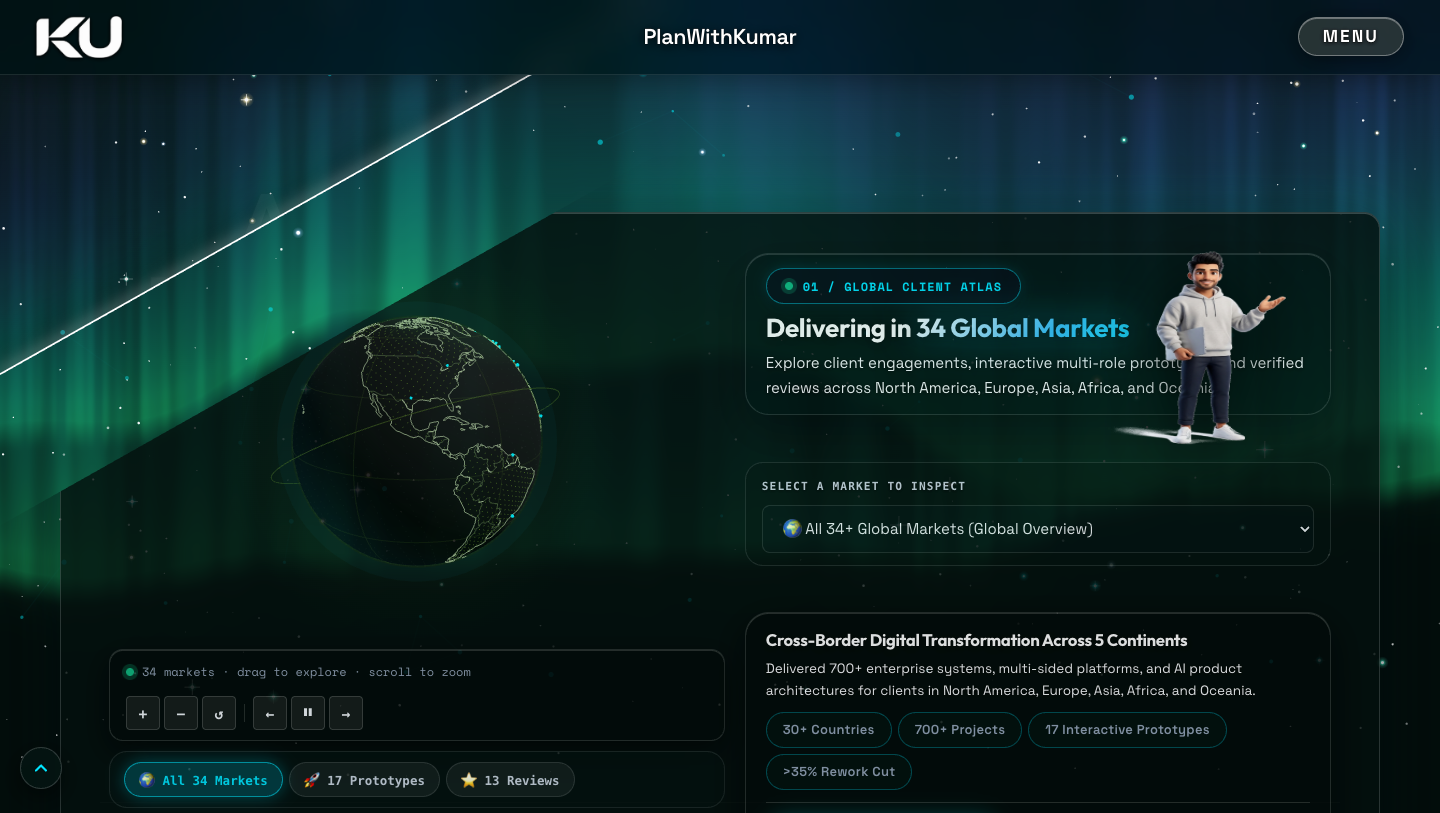 KU
PlanWithKumar
MENU
01 / GLOBAL CLIENT ATLAS
Delivering in 34 Global Markets
Explore client engagements, interactive multi-role and verified
reviews across North America, Europe, Asia, Africa, and
SELECT A MARKET TO INSPECT
All 34+ Global Markets (Global Overview)
Cross-Border Digital Transformation Across 5 Continents
Delivered 700+ enterprise systems, multi-sided platforms, and AI product
architectures for clients in North America, Europe, Asia, Africa, and Oceania.
30+ Countries
700+ Projects
17 Interactive Prototypes
>35% Rework Cut
34 markets · drag to explore · scroll to zoom
+ − ↺ ← →
All 34 Markets
17 Prototypes
13 Reviews